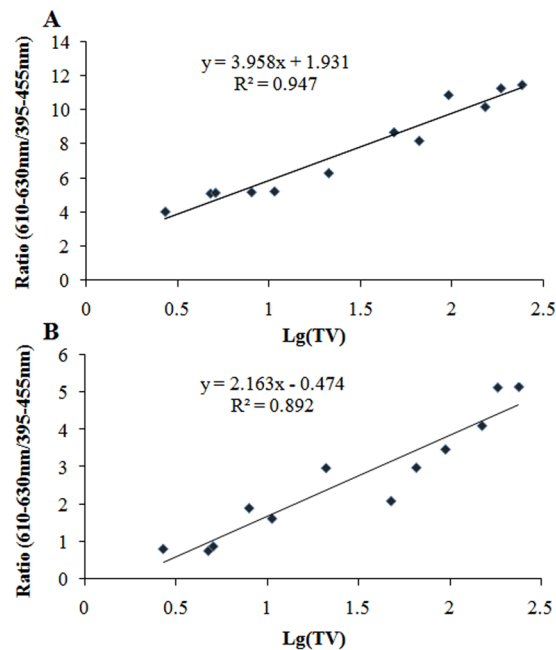 A
14
12
10
8
6
4
2
0
y = 3.958x + 1.931
R² = 0.947
Ratio (610-630nm/395-455nm)
0 0.5 1 1.5 2 2.5
Lg(TV)
B
6
5
4
3
2
1
0
y = 2.163x - 0.474
R² = 0.892
Ratio (610-630nm/395-455nm)
0 0.5 1 1.5 2 2.5
Lg(TV)